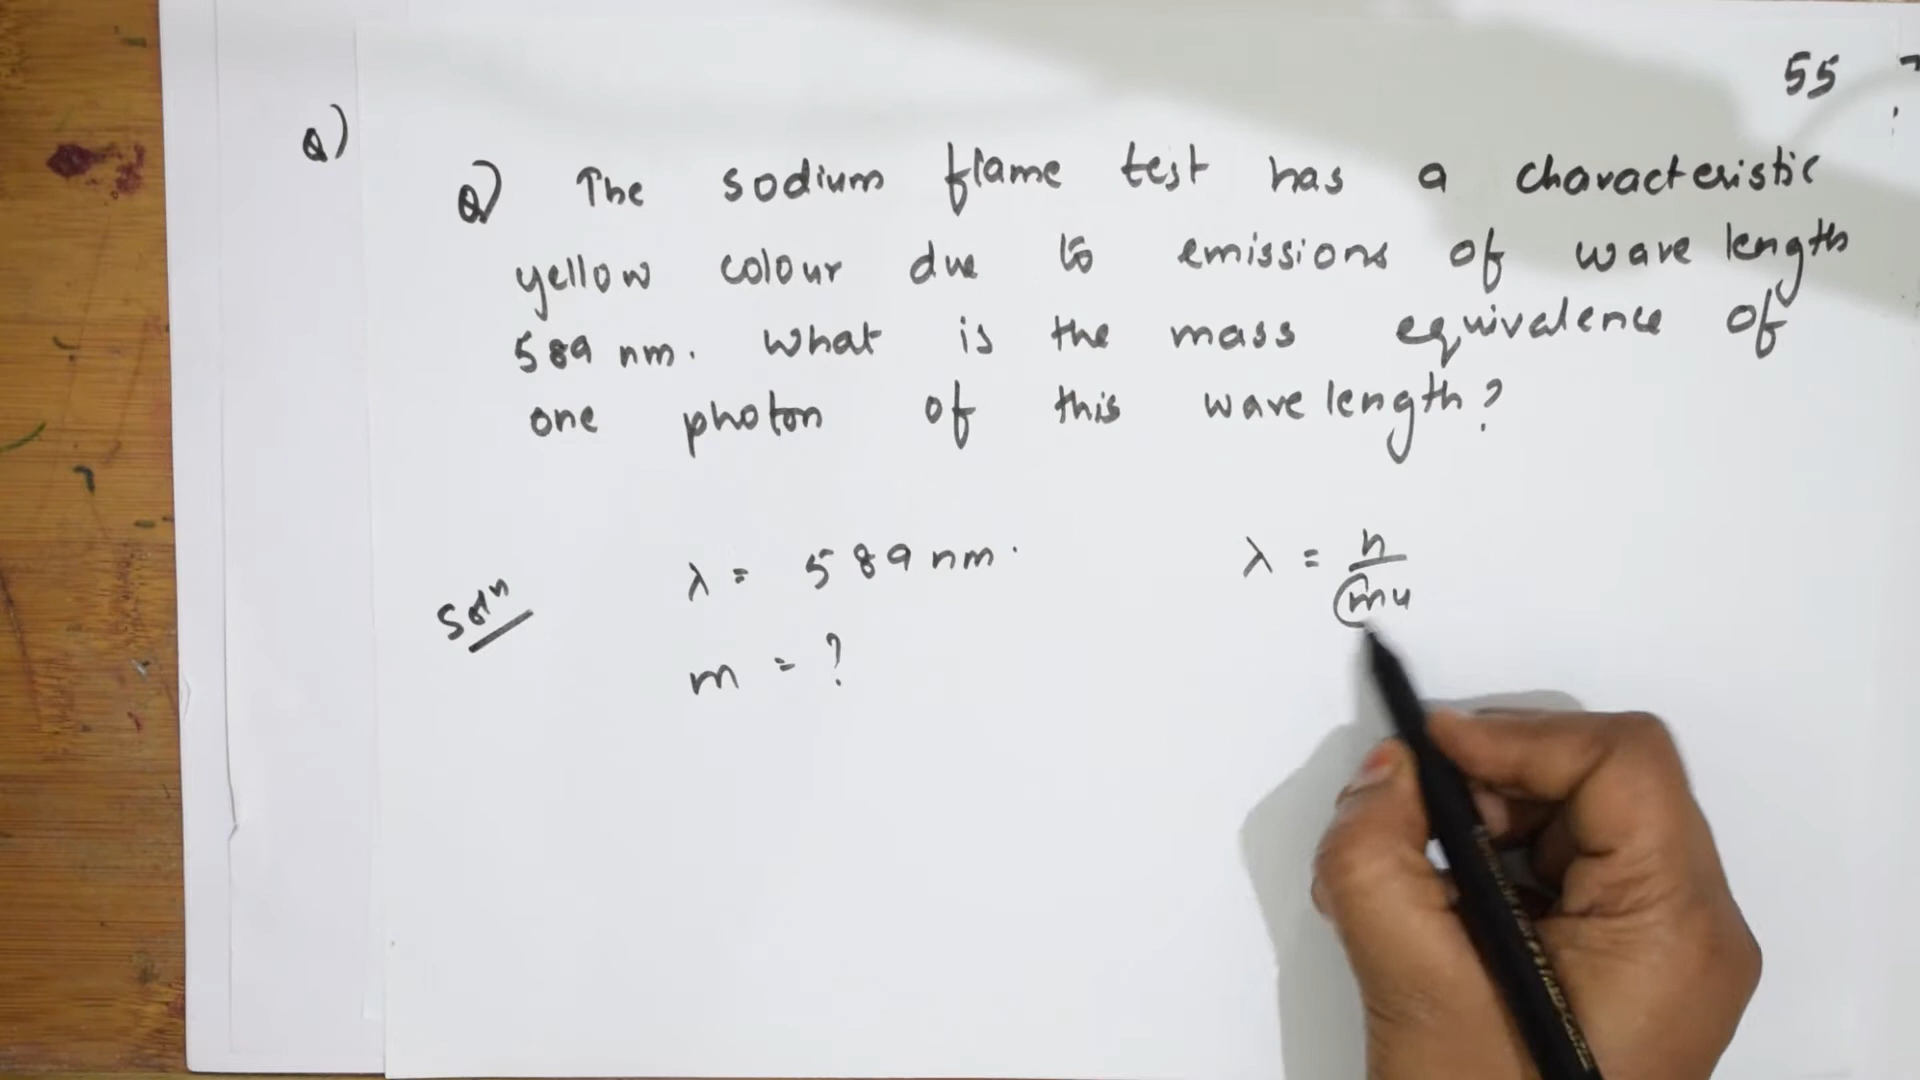 55
Q)
Q) The sodium flame test has a characteristic
yellow colour due to emissions of wave length
589 nm. What is the mass equivalence of
one photon of this wave length?
Soln
λ = 589 nm.
λ = h/mu
m = ?